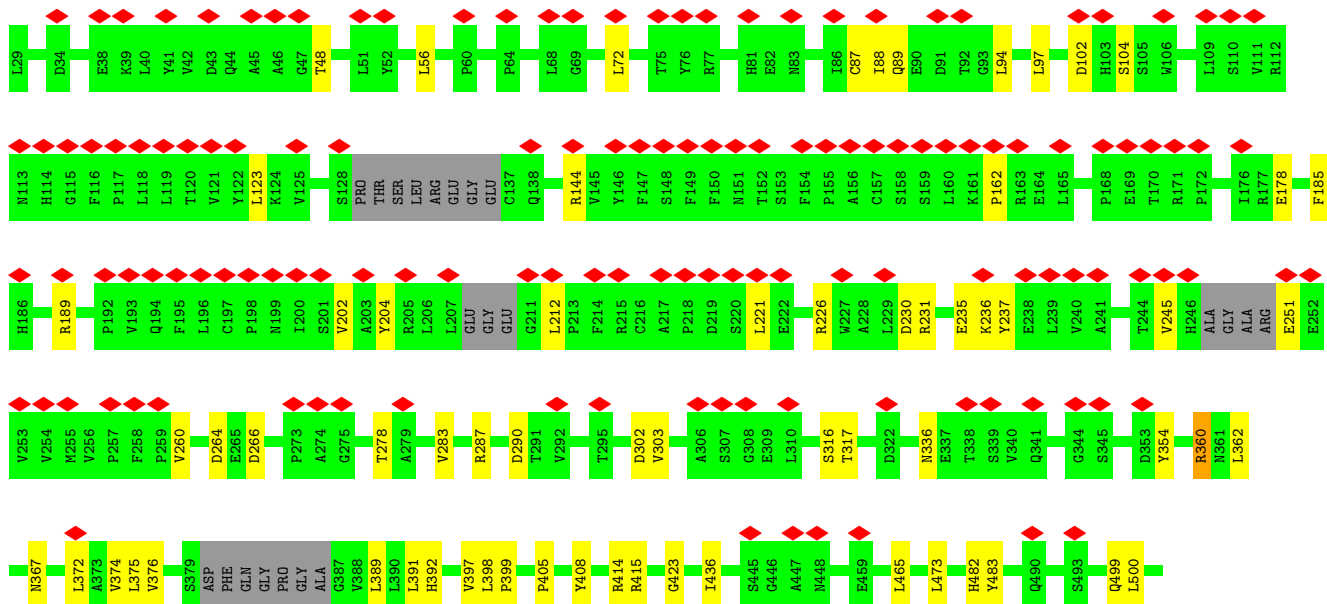 L29 D34 E38 K39 L40 Y41 V42 D43 Q44 A45 A46 G47 T48 L51 Y52 L56 P60 P64 L68 G69 L72 T75 Y76 R77 H81 E82 N83 I86 C87 I88 Q89 E90 D91 T92 G93 L94 L97 D102 H103 S104 S105 W106 L109 S110 V111 R112
N113 H114 G115 F116 P117 L118 L119 T120 V121 Y122 L123 K124 V125 S128 PRO THR SER LEU ARG GLU GLY GLU C137 Q138 R144 V145 Y146 F147 S148 F149 F150 N151 T152 S153 F154 P155 A156 C157 S158 S159 L160 K161 P162 R163 E164 L165 P168 E169 T170 R171 P172 I176 R177 E178 F185
H186 R189 P192 V193 Q194 F195 L196 C197 P198 N199 I200 S201 V202 A203 Y204 R205 L206 L207 GLU GLY GLU G211 L212 P213 F214 R215 C216 A217 P218 D219 S220 L221 E222 R226 W227 A228 L229 D230 R231 E235 K236 Y237 E238 L239 V240 A241 T244 V245 H246 ALA GLY ALA ARG E251 E252
V253 V254 M255 V256 P257 F258 P259 V260 D264 E265 D266 P273 A274 G275 T278 A279 V283 R287 D290 T291 V292 T295 D302 V303 A306 S307 G308 E309 L310 S316 T317 D322 N336 E337 T338 S339 V340 Q341 G344 S345 D353 Y354 R360 N361 L362
N367 L372 A373 V374 L375 V376 S379 ASP PHE GLN GLY PRO GLY ALA G387 V388 L389 L390 L391 H392 V397 L398 P399 P405 Y408 R414 R415 G423 I436 S445 G446 A447 N448 E459 L465 L473 H482 Y483 Q490 S493 Q499 L500